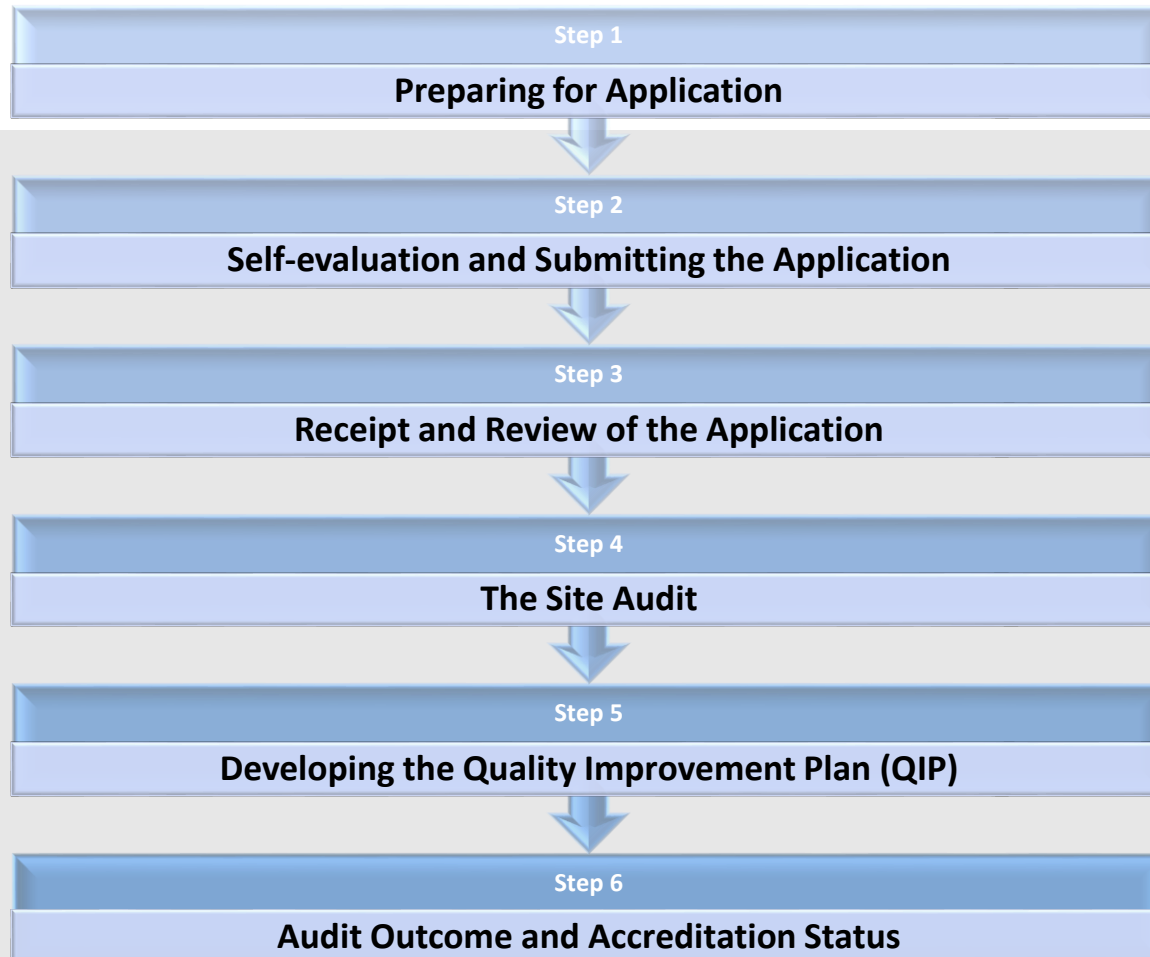 Step 1
Preparing for Application
Step 2
Self-evaluation and Submitting the Application
Step 3
Receipt and Review of the Application
Step 4
The Site Audit
Step 5
Developing the Quality Improvement Plan (QIP)
Step 6
Audit Outcome and Accreditation Status